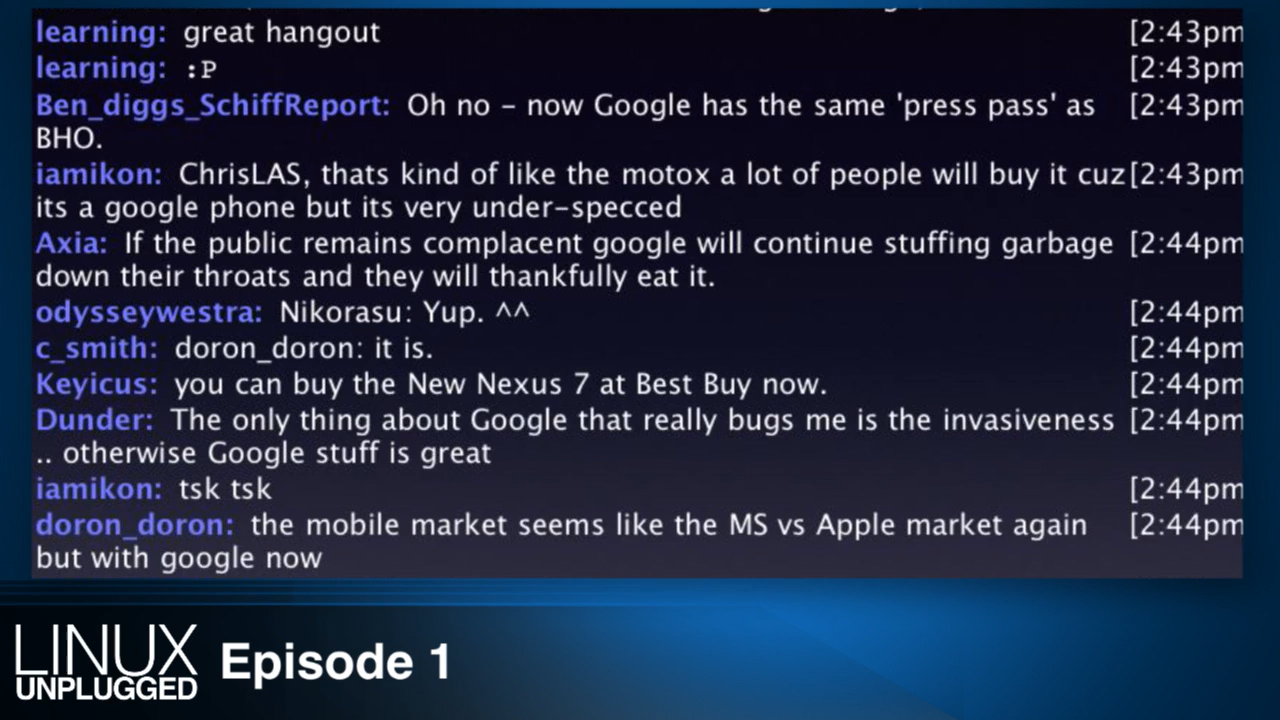 learning: great hangout [2:43pm
learning: :P [2:43pm
Ben_diggs_SchiffReport: Oh no - now Google has the same 'press pass' as [2:43pm
BHO.
iamikon: ChrisLAS, thats kind of like the motox a lot of people will buy it cuz [2:43pm
its a google phone but its very under-specced
Axia: If the public remains complacent google will continue stuffing garbage [2:44pm
down their throats and they will thankfully eat it.
odysseywestra: Nikorasu: Yup. ^^ [2:44pm
c_smith: doron_doron: it is. [2:44pm
Keyicus: you can buy the New Nexus 7 at Best Buy now. [2:44pm
Dunder: The only thing about Google that really bugs me is the invasiveness [2:44pm
.. otherwise Google stuff is great
iamikon: tsk tsk [2:44pm
doron_doron: the mobile market seems like the MS vs Apple market again [2:44pm
but with google now
LINUX
UNPLUGGED
Episode 1